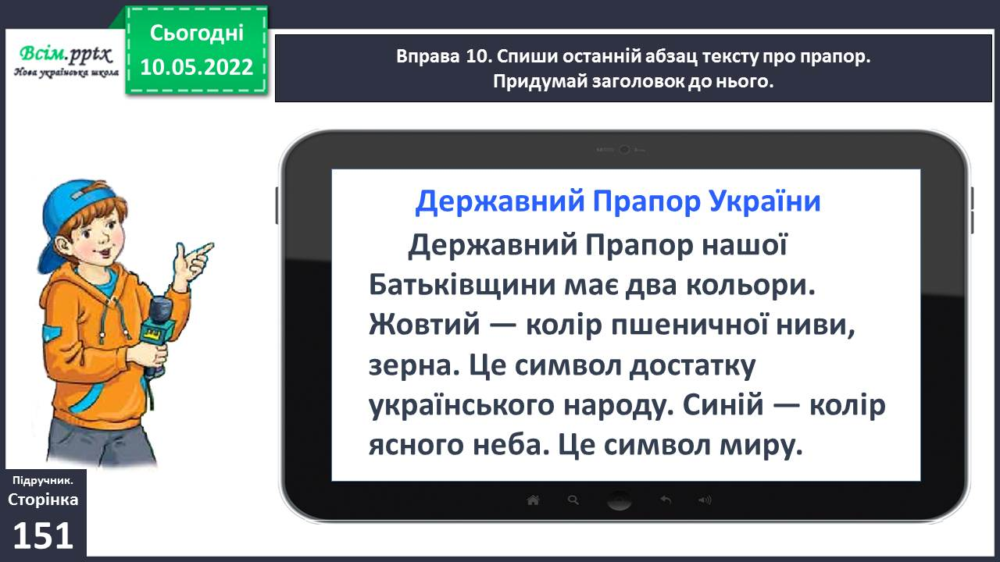 Всім.pptx
Нова українська школа
Сьогодні
10.05.2022
Вправа 10. Спиши останній абзац тексту про прапор.
Придумай заголовок до нього.
Державний Прапор України
Державний Прапор нашої
Батьківщини має два кольори.
Жовтий — колір пшеничної ниви,
зерна. Це символ достатку
українського народу. Синій — колір
ясного неба. Це символ миру.
Підручник.
Сторінка
151